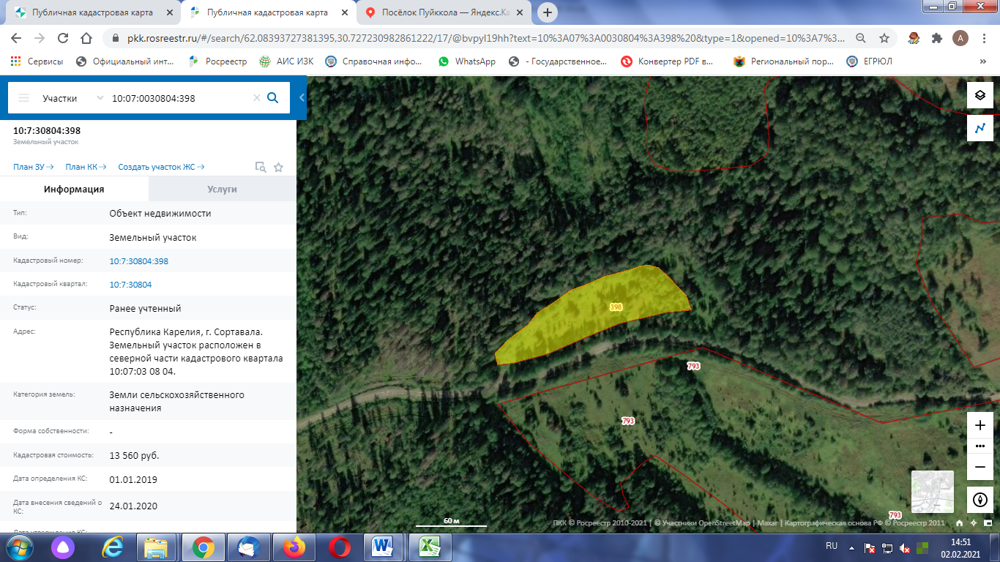 Публичная кадастровая карта
Публичная кадастровая карта
Посёлок Пуйккола — Яндекс.Ка
pkk.rosreestr.ru/#/search/62.08393727381395,30.727230982861222/17/@bvpyl19hh?text=10%3A07%3A0030804%3A398%20&type=1&opened=10%3A7%3...
А
Сервисы
Официальный инт...
Росреестр
АИС ИЗК
Справочная инфо...
WhatsApp
- Государственное...
Конвертер PDF в...
Региональный пор...
ЕГРЮЛ
»
Участки
10:07:0030804:398
10:7:30804:398
Земельный участок
План ЗУ→
План КК→
Создать участок ЖС→
Информация
Услуги
Тип:
Объект недвижимости
Вид:
Земельный участок
Кадастровый номер:
10:7:30804:398
Кадастровый квартал:
10:7:30804
Статус:
Ранее учтенный
Адрес:
Республика Карелия, г. Сортавала.
Земельный участок расположен в
северной части кадастрового квартала
10:07:03 08 04.
Категория земель:
Земли сельскохозяйственного
назначения
Форма собственности:
-
Кадастровая стоимость:
13 560 руб.
Дата определения КС:
01.01.2019
Дата внесения сведений о
КС:
24.01.2020
Дата утверждения КС:
398
793
793
793
60 м
ПКК © Росреестр 2010-2021 | © Участники OpenStreetMap | Maxar | Картографическая основа РФ © Росреестр 2011
RU
14:51
02.02.2021